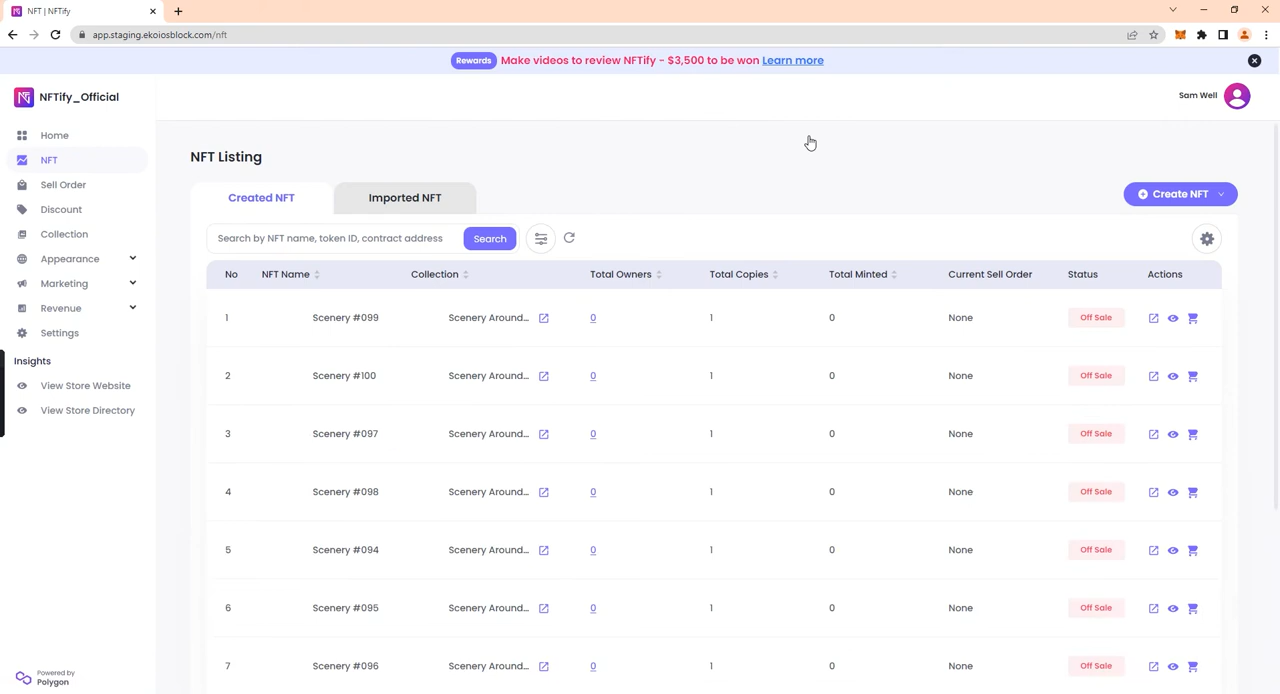 NFT | NFTify
app.staging.ekoiosblock.com/nft
Rewards Make videos to review NFTify - $3,500 to be won Learn more
NFTify_Official
Sam Well
Home
NFT
Sell Order
Discount
Collection
Appearance
Marketing
Revenue
Settings
Insights
View Store Website
View Store Directory
Powered by
Polygon
NFT Listing
Created NFT Imported NFT
Create NFT
Search by NFT name, token ID, contract address Search
No NFT Name Collection Total Owners Total Copies Total Minted Current Sell Order Status Actions
1 Scenery #099 Scenery Around... 0 1 0 None Off Sale
2 Scenery #100 Scenery Around... 0 1 0 None Off Sale
3 Scenery #097 Scenery Around... 0 1 0 None Off Sale
4 Scenery #098 Scenery Around... 0 1 0 None Off Sale
5 Scenery #094 Scenery Around... 0 1 0 None Off Sale
6 Scenery #095 Scenery Around... 0 1 0 None Off Sale
7 Scenery #096 Scenery Around... 0 1 0 None Off Sale